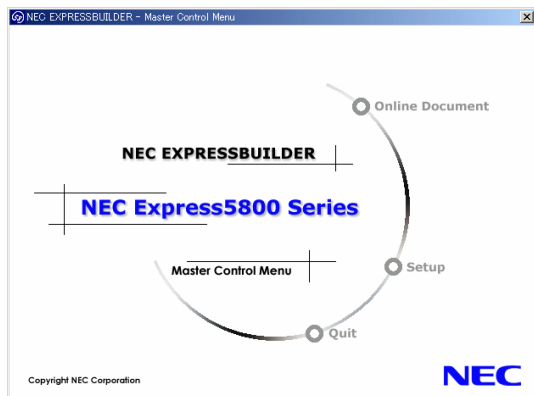 NEC EXPRESSBUILDER - Master Control Menu
Online Document
NEC EXPRESSBUILDER
NEC Express5800 Series
Master Control Menu
Setup
Quit
Copyright NEC Corporation
NEC